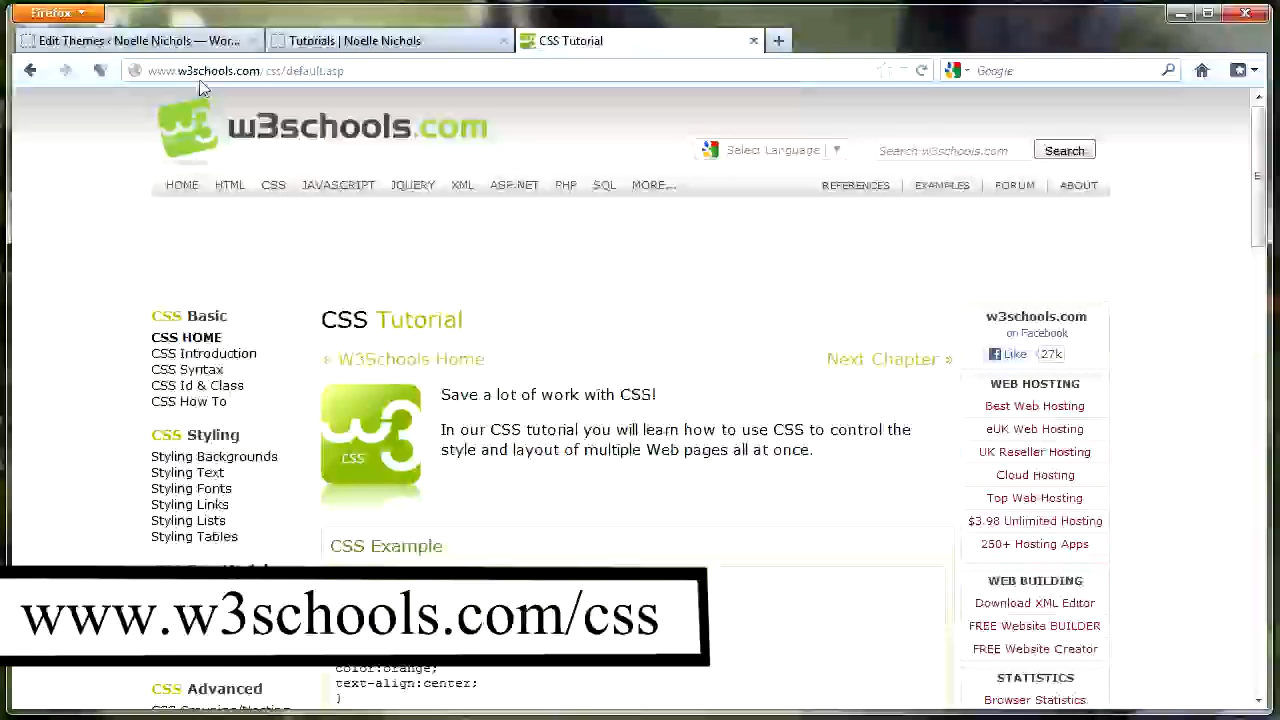 Firefox
Edit Themes ‹ Noelle Nichols — Wor...
Tutorials | Noelle Nichols
CSS Tutorial
www.w3schools.com/css/default.asp
Google
w3schools.com
Select Language
Search w3schools.com
Search
HOME HTML CSS JAVASCRIPT JQUERY XML ASP.NET PHP SQL MORE...
REFERENCES EXAMPLES FORUM ABOUT
CSS Basic
CSS HOME
CSS Introduction
CSS Syntax
CSS Id & Class
CSS How To
CSS Styling
Styling Backgrounds
Styling Text
Styling Fonts
Styling Links
Styling Lists
Styling Tables
CSS Advanced
CSS Grouping/Nesting
CSS Tutorial
« W3Schools Home
Next Chapter »
w3
CSS
Save a lot of work with CSS!
In our CSS tutorial you will learn how to use CSS to control the
style and layout of multiple Web pages all at once.
CSS Example
color:orange;
text-align:center;
}
w3schools.com
on Facebook
Like 27k
WEB HOSTING
Best Web Hosting
eUK Web Hosting
UK Reseller Hosting
Cloud Hosting
Top Web Hosting
$3.98 Unlimited Hosting
250+ Hosting Apps
WEB BUILDING
Download XML Editor
FREE Website BUILDER
FREE Website Creator
STATISTICS
Browser Statistics
www.w3schools.com/css